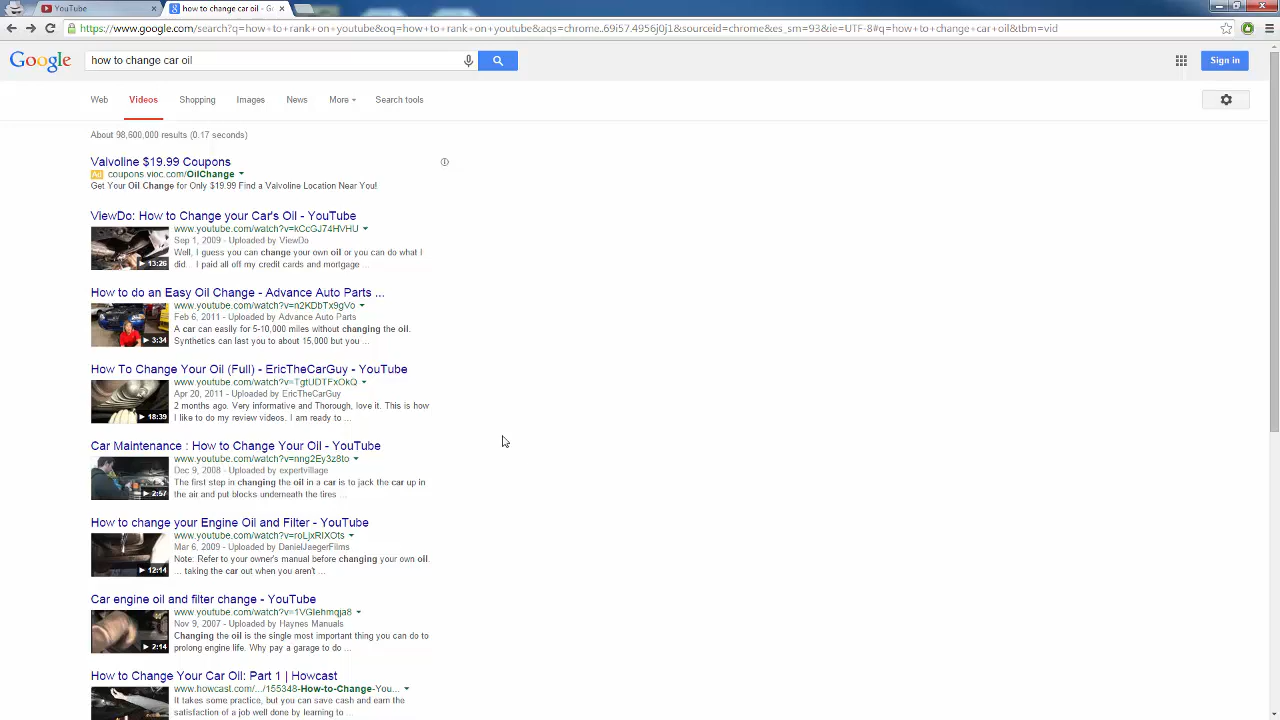 YouTube
how to change car oil - G
https://www.google.com/search?q=how+to+rank+on+youtube&oq=how+to+rank+on+youtube&aqs=chrome..69i57.4956j0j1&sourceid=chrome&es_sm=93&ie=UTF-8#q=how+to+change+car+oil&tbm=vid
Google
how to change car oil
Sign in
Web Videos Shopping Images News More Search tools
About 98,600,000 results (0.17 seconds)
Valvoline $19.99 Coupons
Ad coupons.vioc.com/OilChange
Get Your Oil Change for Only $19.99 Find a Valvoline Location Near You!
ViewDo: How to Change your Car's Oil - YouTube
www.youtube.com/watch?v=kCcGJ74HVHU
Sep 1, 2009 - Uploaded by ViewDo
Well, I guess you can change your own oil or you can do what I
did... I paid all off my credit cards and mortgage ...
13:26
How to do an Easy Oil Change - Advance Auto Parts ...
www.youtube.com/watch?v=n2KDbTx9gVo
Feb 6, 2011 - Uploaded by Advance Auto Parts
A car can easily for 5-10,000 miles without changing the oil.
Synthetics can last you to about 15,000 but you ...
3:34
How To Change Your Oil (Full) - EricTheCarGuy - YouTube
www.youtube.com/watch?v=TgtUDTFxOkQ
Apr 20, 2011 - Uploaded by EricTheCarGuy
2 months ago. Very informative and Thorough, love it. This is how
I like to do my review videos. I am ready to ...
18:39
Car Maintenance : How to Change Your Oil - YouTube
www.youtube.com/watch?v=nng2Ey3z8to
Dec 9, 2008 - Uploaded by expertvillage
The first step in changing the oil in a car is to jack the car up in
the air and put blocks underneath the tires ...
2:57
How to change your Engine Oil and Filter - YouTube
www.youtube.com/watch?v=roLjxRIXOts
Mar 6, 2009 - Uploaded by DanielJaegerFilms
Note: Refer to your owner's manual before changing your own oil.
... taking the car out when you aren't ...
12:14
Car engine oil and filter change - YouTube
www.youtube.com/watch?v=1VGlehmqja8
Nov 9, 2007 - Uploaded by Haynes Manuals
Changing the oil is the single most important thing you can do to
prolong engine life. Why pay a garage to do ...
2:14
How to Change Your Car Oil: Part 1 | Howcast
www.howcast.com/.../155348-How-to-Change-You...
It takes some practice, but you can save cash and earn the
satisfaction of a job well done by learning to ...